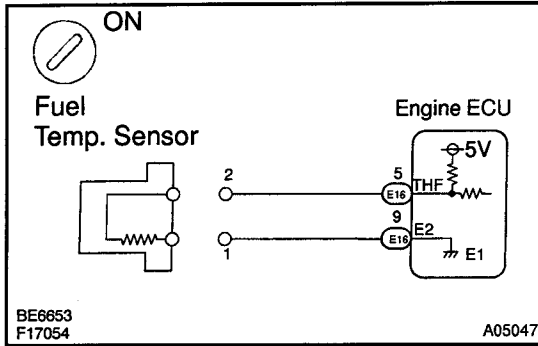 ON
Fuel
Temp. Sensor
Engine ECU
5V
2
5
THF
E16
9
E2
1
E16
E1
BE6653
F17054
A05047